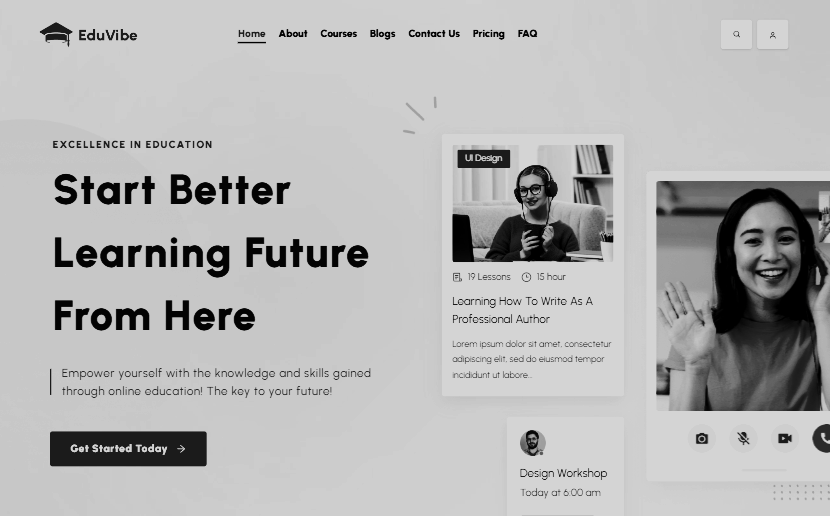 EduVibe
Home About Courses Blogs Contact Us Pricing FAQ
EXCELLENCE IN EDUCATION
Start Better
Learning Future
From Here
Empower yourself with the knowledge and skills gained
through online education! The key to your future!
Get Started Today
UI Design
19 Lessons 15 hour
Learning How To Write As A
Professional Author
Lorem ipsum dolor sit amet, consectetur
adipiscing elit, sed do eiusmod tempor
incididunt ut labore...
Design Workshop
Today at 6:00 am